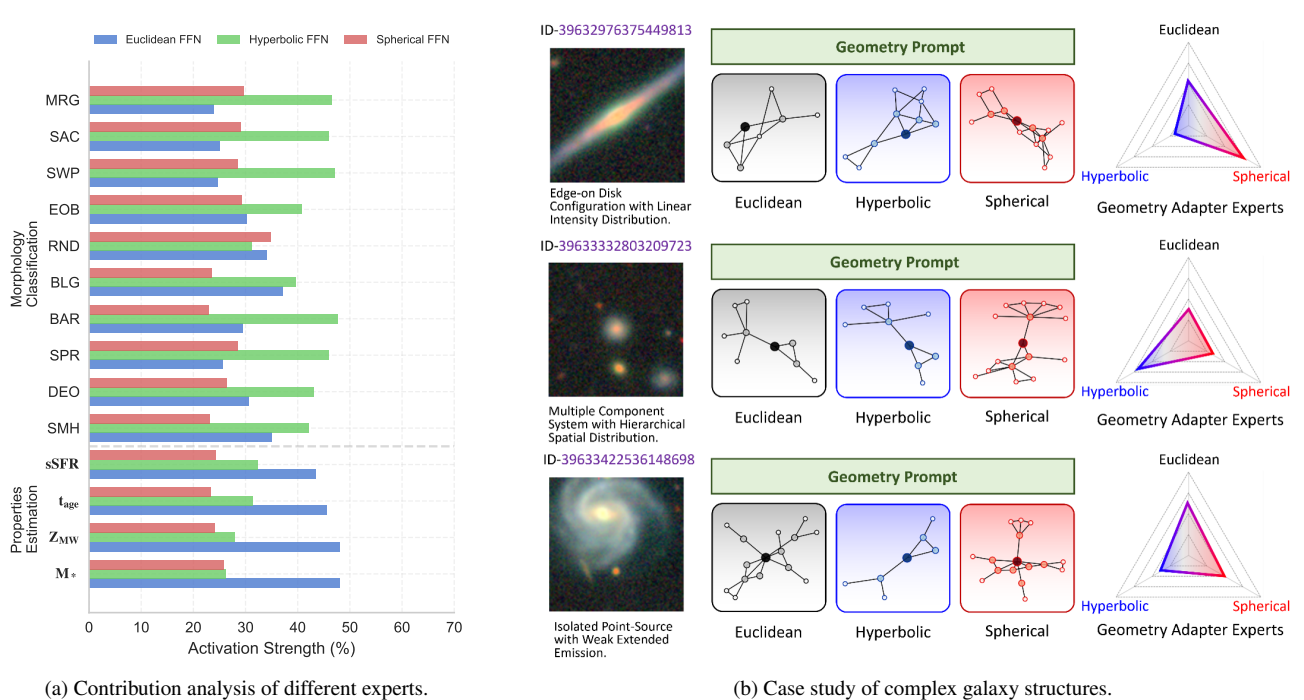 Euclidean FFN Hyperbolic FFN Spherical FFN
Morphology
Classification
Properties
Estimation
MRG
SAC
SWP
EOB
RND
BLG
BAR
SPR
DEO
SMH
sSFR
t_age
Z_MW
M_*
0 10 20 30 40 50 60 70
Activation Strength (%)
(a) Contribution analysis of different experts.
ID-39632976375449813
Edge-on Disk
Configuration with Linear
Intensity Distribution.
Geometry Prompt
Euclidean Hyperbolic Spherical
Euclidean
Hyperbolic Spherical
Geometry Adapter Experts
ID-39633332803209723
Multiple Component
System with Hierarchical
Spatial Distribution.
Geometry Prompt
Euclidean Hyperbolic Spherical
Euclidean
Hyperbolic Spherical
Geometry Adapter Experts
ID-39633422536148698
Isolated Point-Source
with Weak Extended
Emission.
Geometry Prompt
Euclidean Hyperbolic Spherical
Euclidean
Hyperbolic Spherical
Geometry Adapter Experts
(b) Case study of complex galaxy structures.